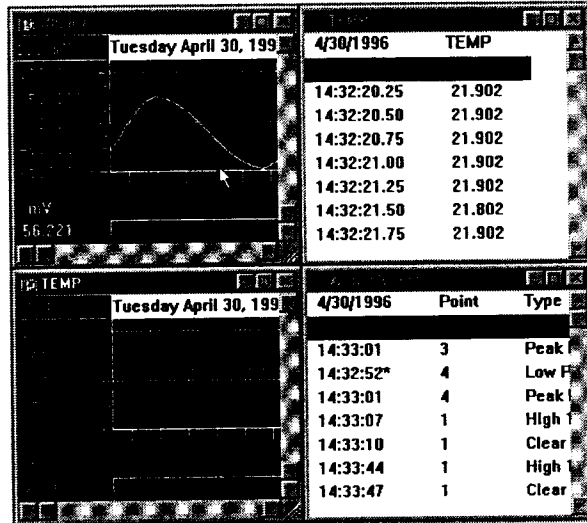 Tuesday April 30, 199
mV
56.221
4/30/1996 TEMP
14:32:20.25 21.902
14:32:20.50 21.902
14:32:20.75 21.902
14:32:21.00 21.902
14:32:21.25 21.902
14:32:21.50 21.802
14:32:21.75 21.902
TEMP
Tuesday April 30, 199
4/30/1996 Point Type
14:33:01 3 Peak
14:32:52* 4 Low P
14:33:01 4 Peak
14:33:07 1 High
14:33:10 1 Clear
14:33:44 1 High
14:33:47 1 Clear